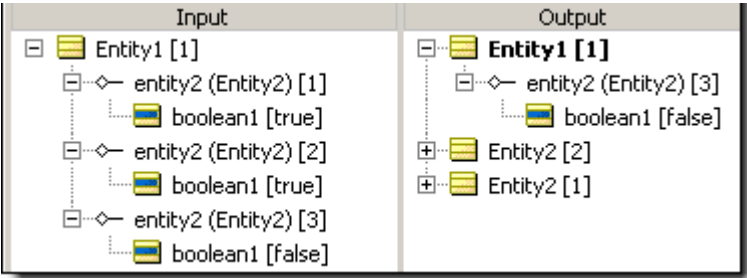 Input
Entity1 [1]
entity2 (Entity2) [1]
boolean1 [true]
entity2 (Entity2) [2]
boolean1 [true]
entity2 (Entity2) [3]
boolean1 [false]
Output
Entity1 [1]
entity2 (Entity2) [3]
boolean1 [false]
Entity2 [2]
Entity2 [1]